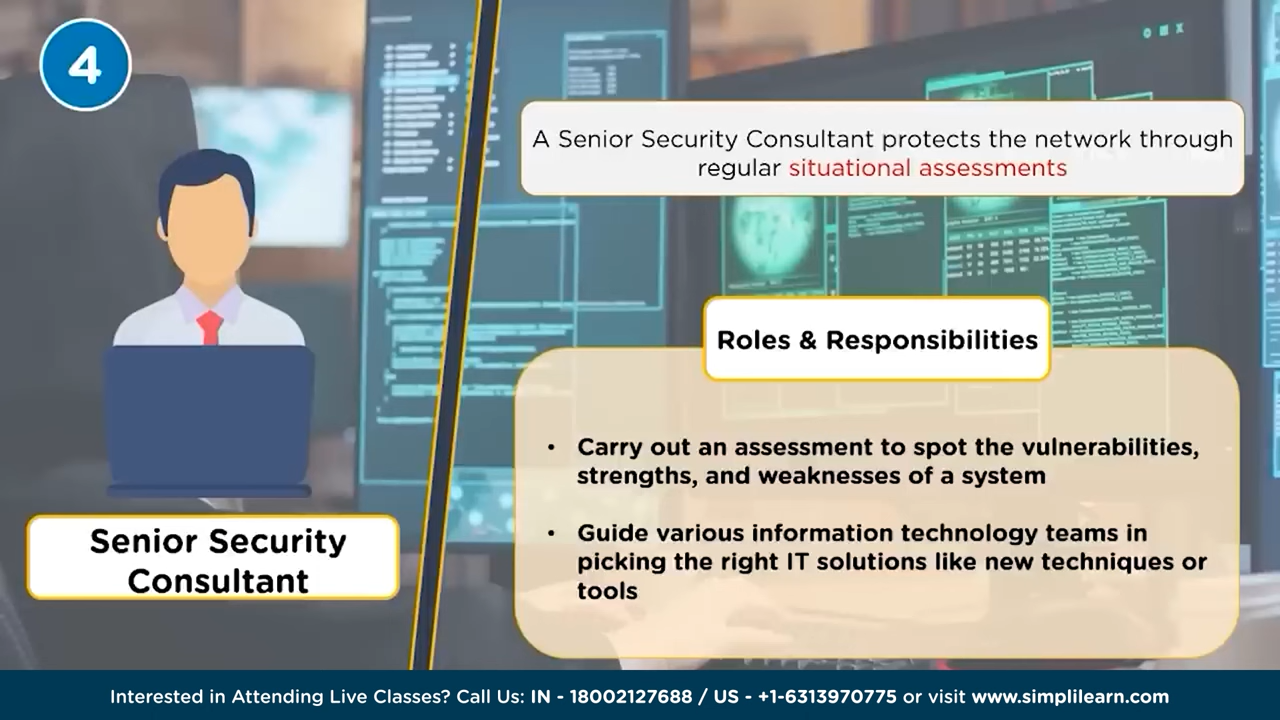 4
A Senior Security Consultant protects the network through
regular situational assessments
Roles & Responsibilities
• Carry out an assessment to spot the vulnerabilities,
strengths, and weaknesses of a system
• Guide various information technology teams in
picking the right IT solutions like new techniques or
tools
Senior Security
Consultant
Interested in Attending Live Classes? Call Us: IN - 18002127688 / US - +1-6313970775 or visit www.simplilearn.com